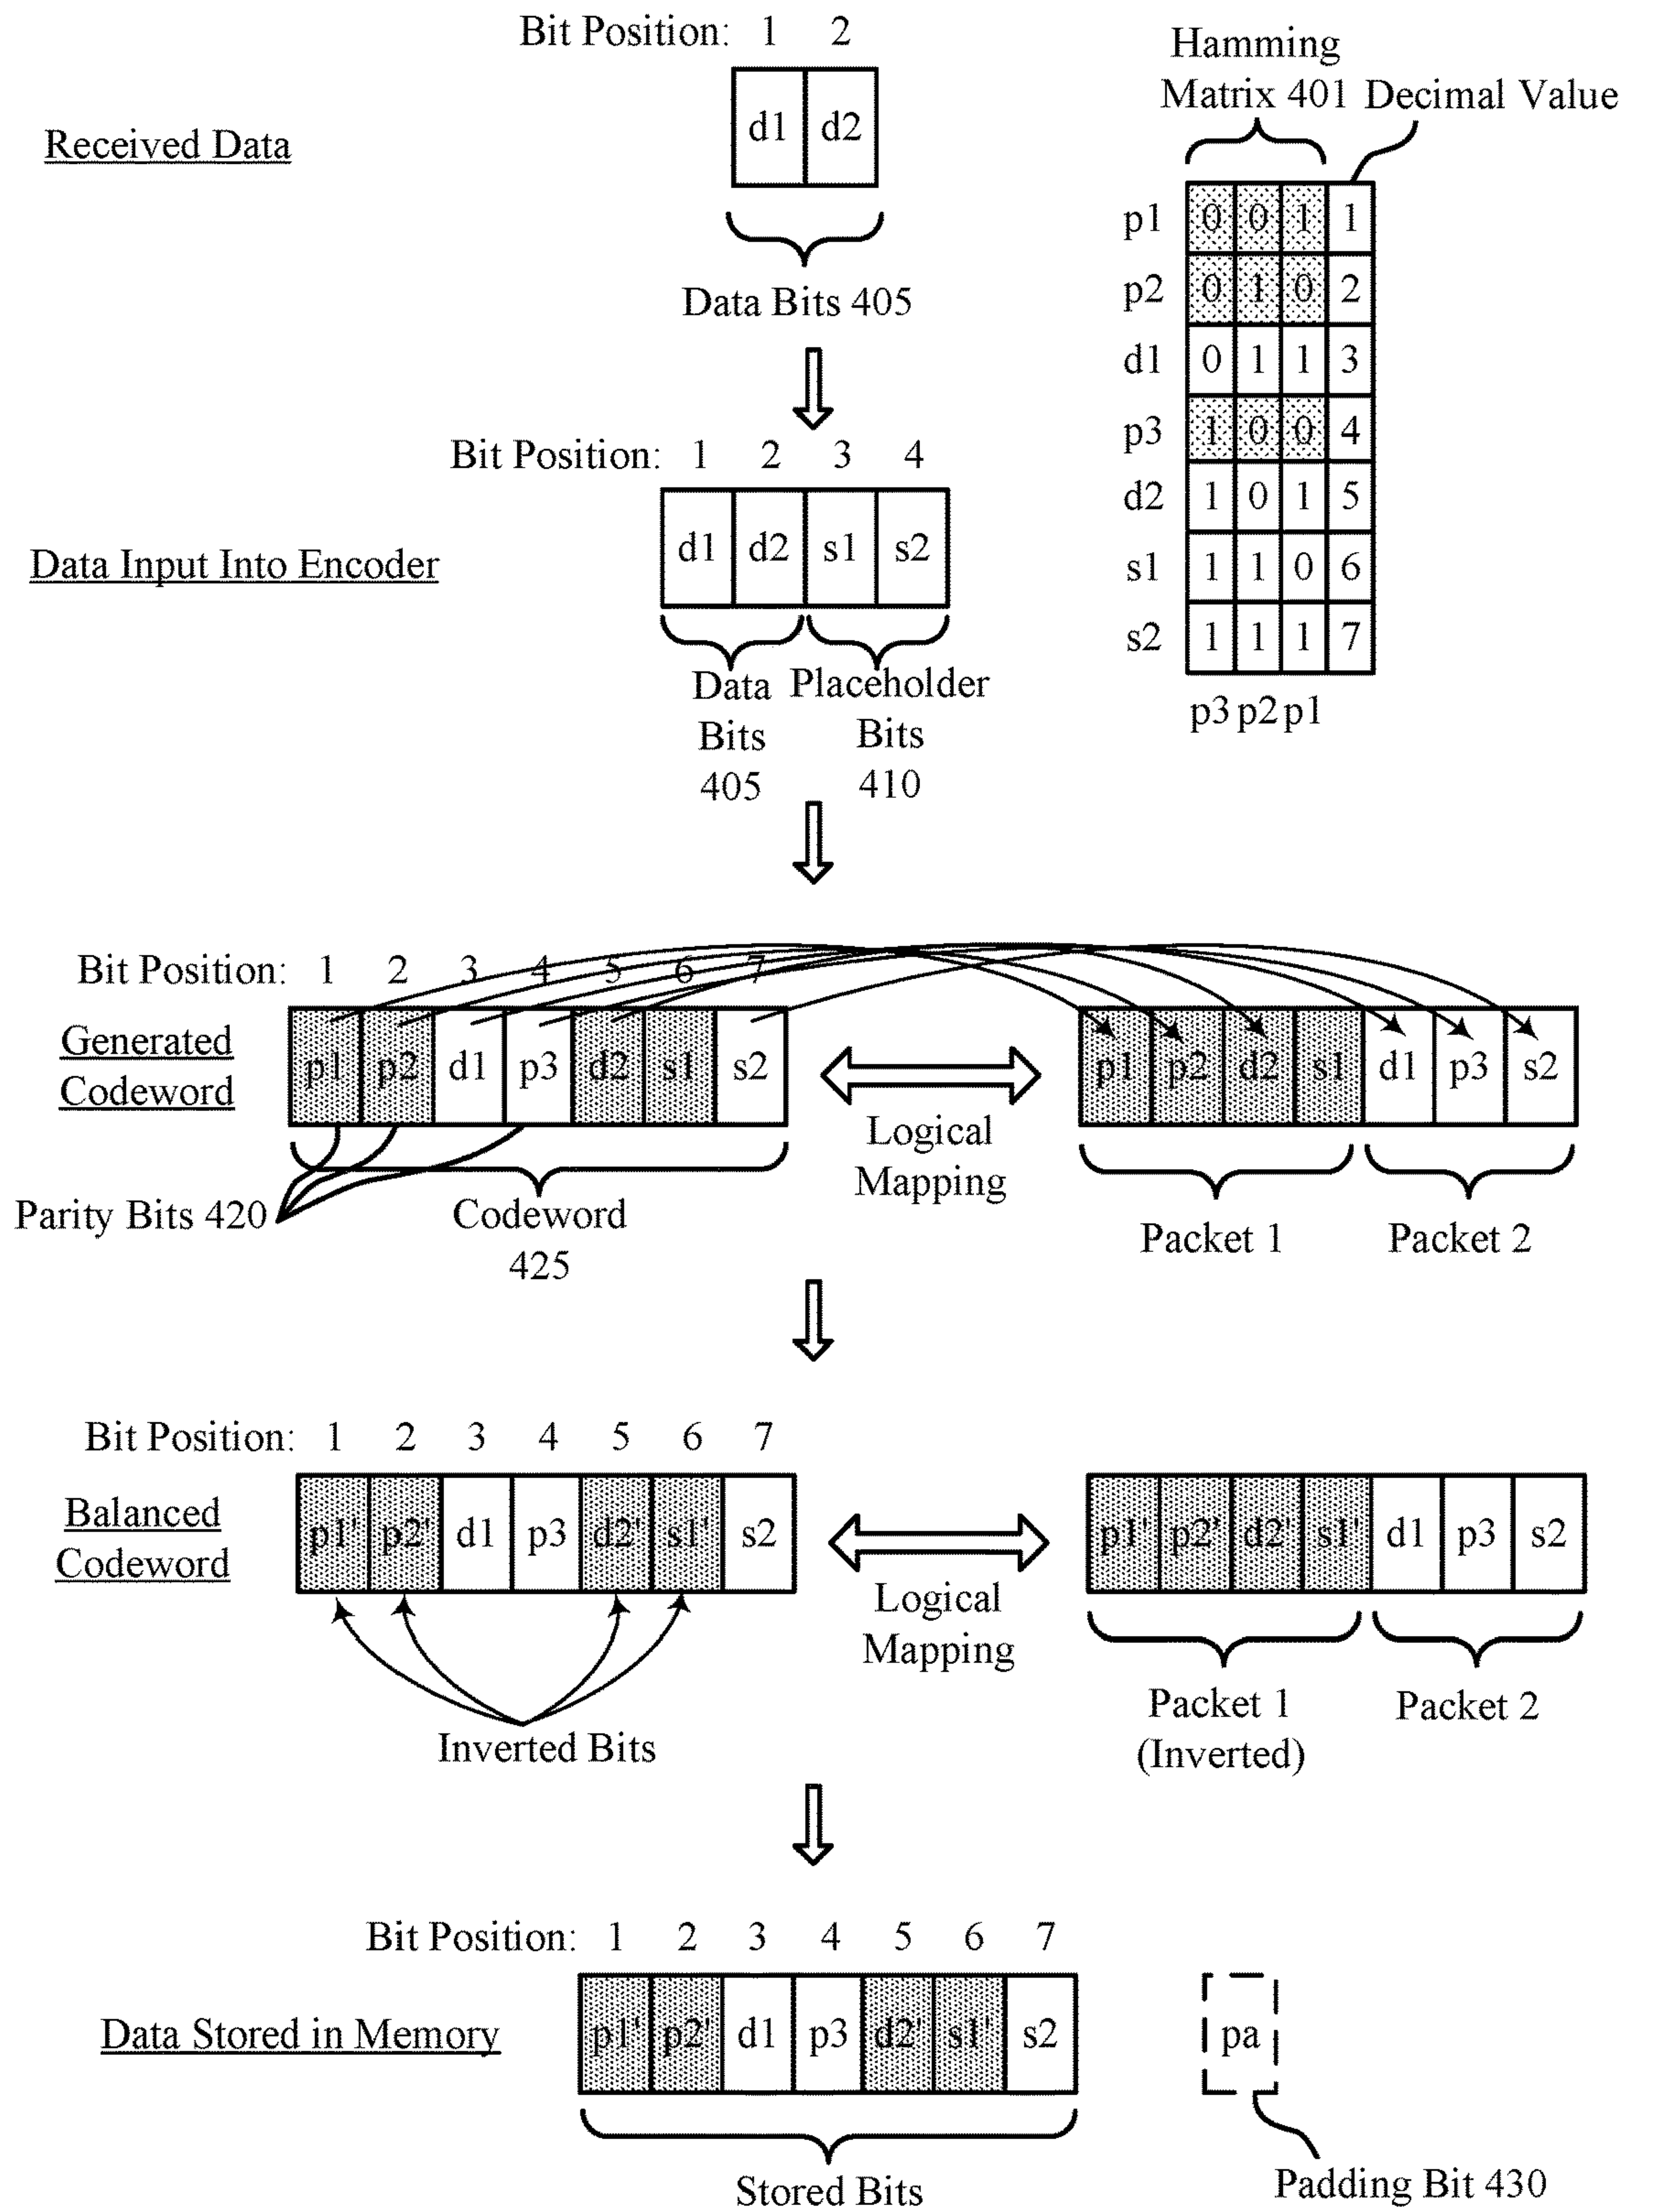 Bit Position: 1 2
Hamming
Matrix 401 Decimal Value
Received Data
d1 d2
Data Bits 405
p1 0 0 1 1
p2 0 1 0 2
d1 0 1 1 3
p3 1 0 0 4
d2 1 0 1 5
s1 1 1 0 6
s2 1 1 1 7
p3 p2 p1
Bit Position: 1 2 3 4
Data Input Into Encoder
d1 d2 s1 s2
Data
Bits
405
Placeholder
Bits
410
Bit Position: 1 2 3 4 5 6 7
Generated
Codeword
p1 p2 d1 p3 d2 s1 s2
Logical
Mapping
p1 p2 d2 s1 d1 p3 s2
Parity Bits 420
Codeword
425
Packet 1
Packet 2
Bit Position: 1 2 3 4 5 6 7
Balanced
Codeword
p1' p2' d1 p3 d2' s1' s2
Logical
Mapping
p1' p2' d2' s1' d1 p3 s2
Inverted Bits
Packet 1
(Inverted)
Packet 2
Bit Position: 1 2 3 4 5 6 7
Data Stored in Memory
p1' p2' d1 p3 d2' s1' s2
pa
Stored Bits
Padding Bit 430